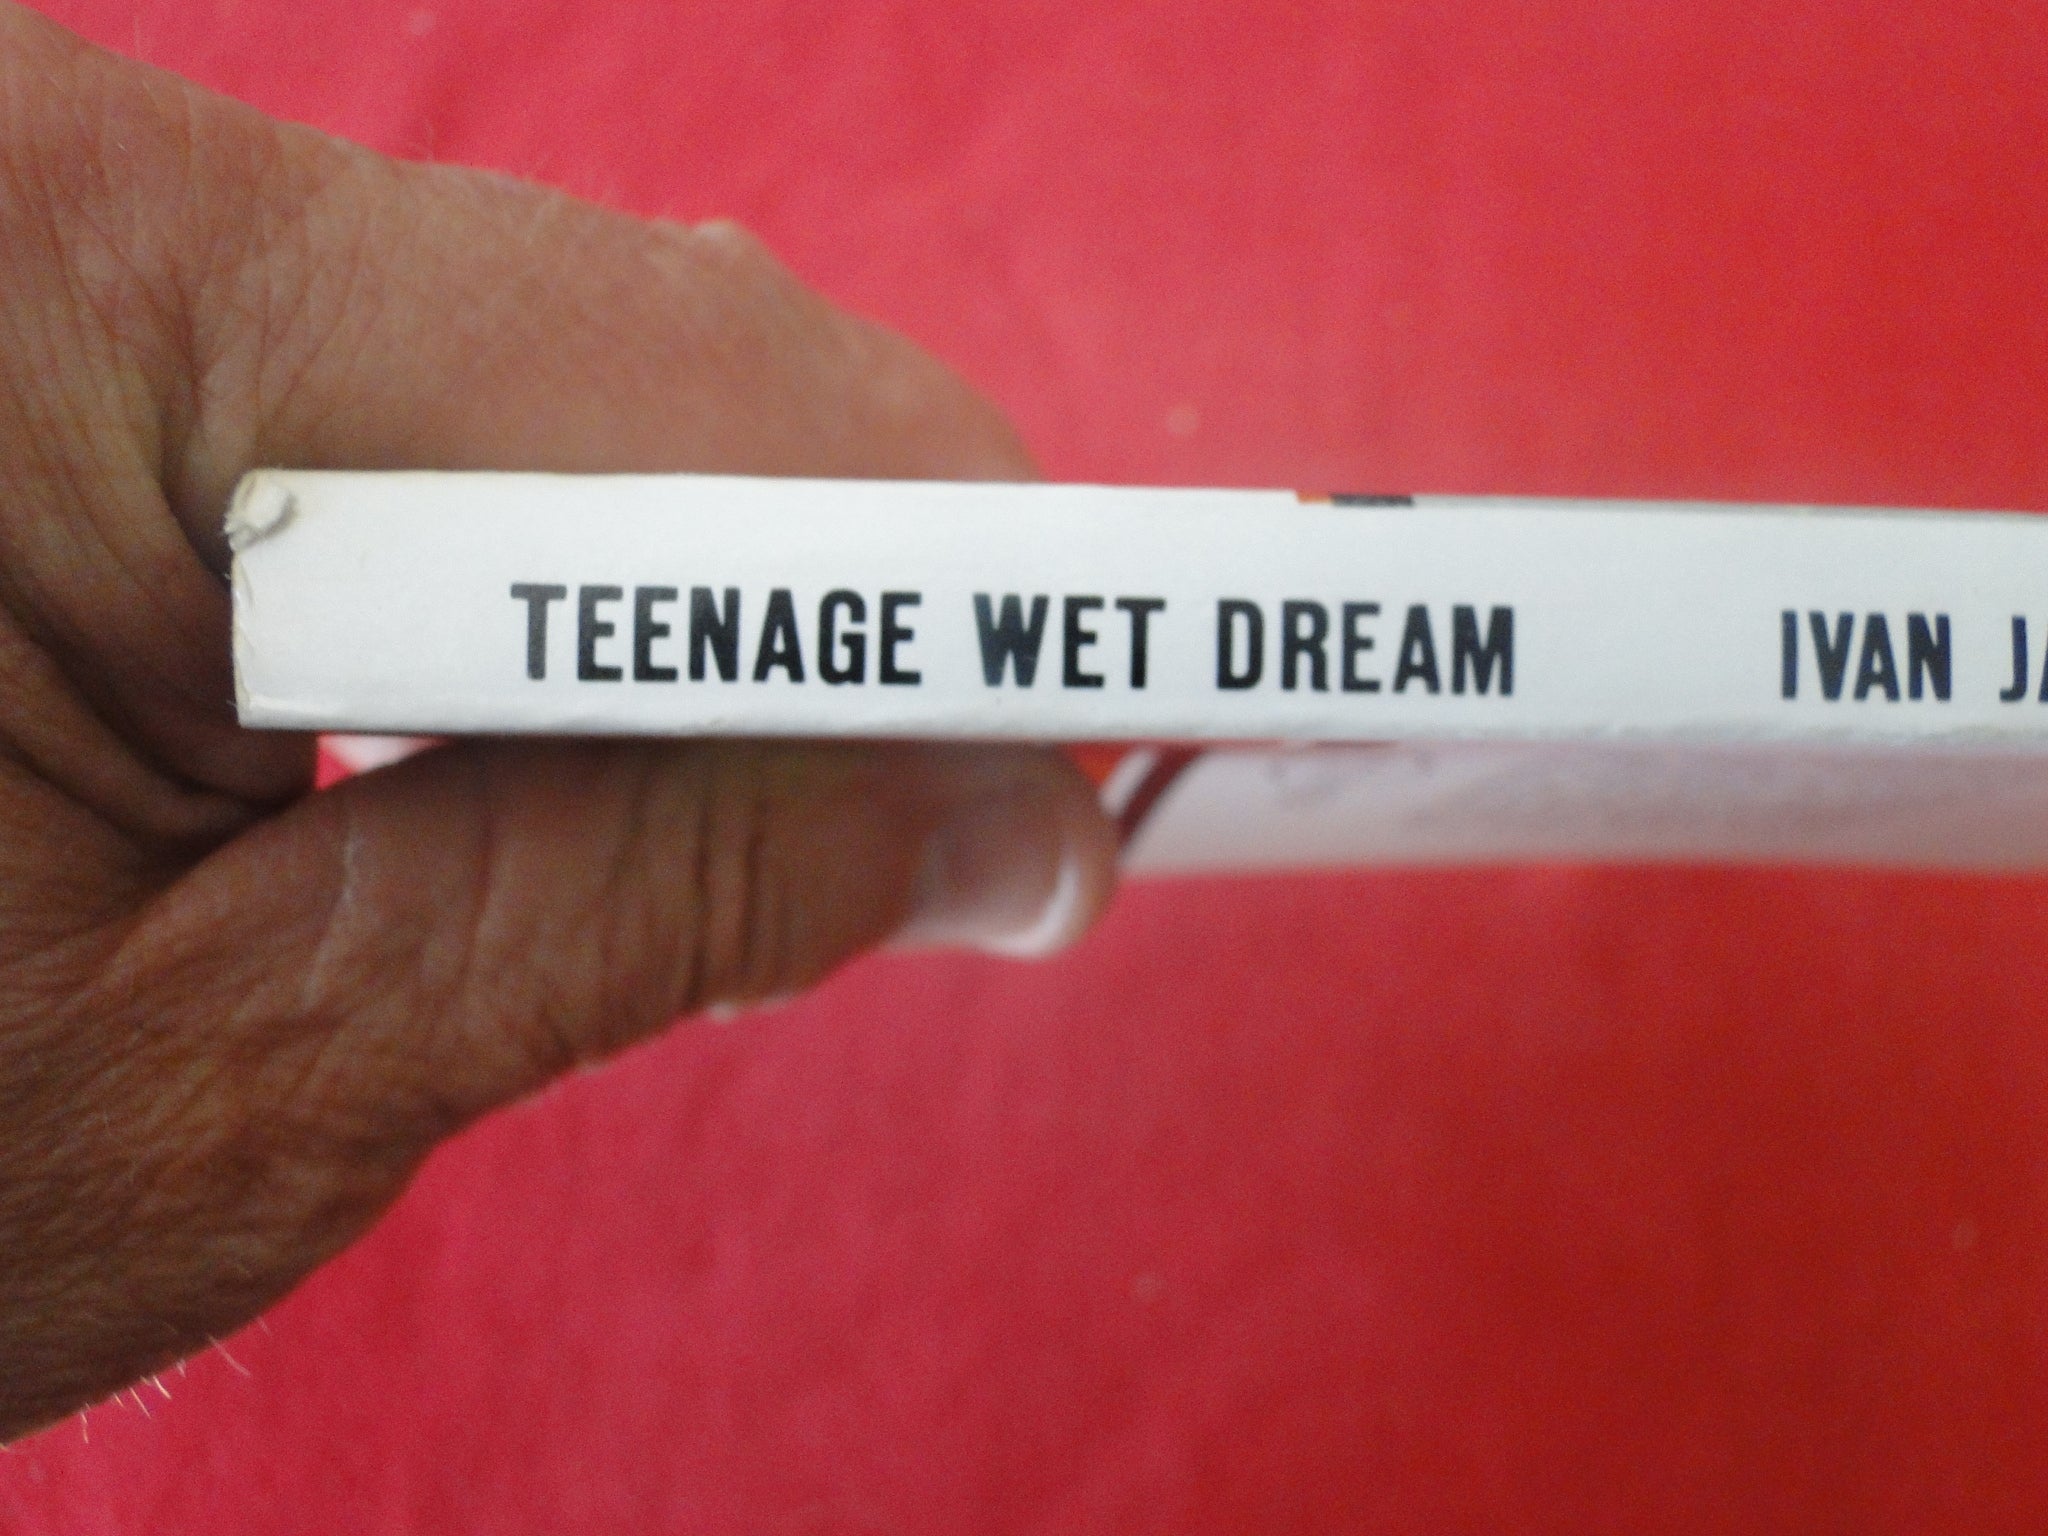 TEENAGE WET DREAM IVAN